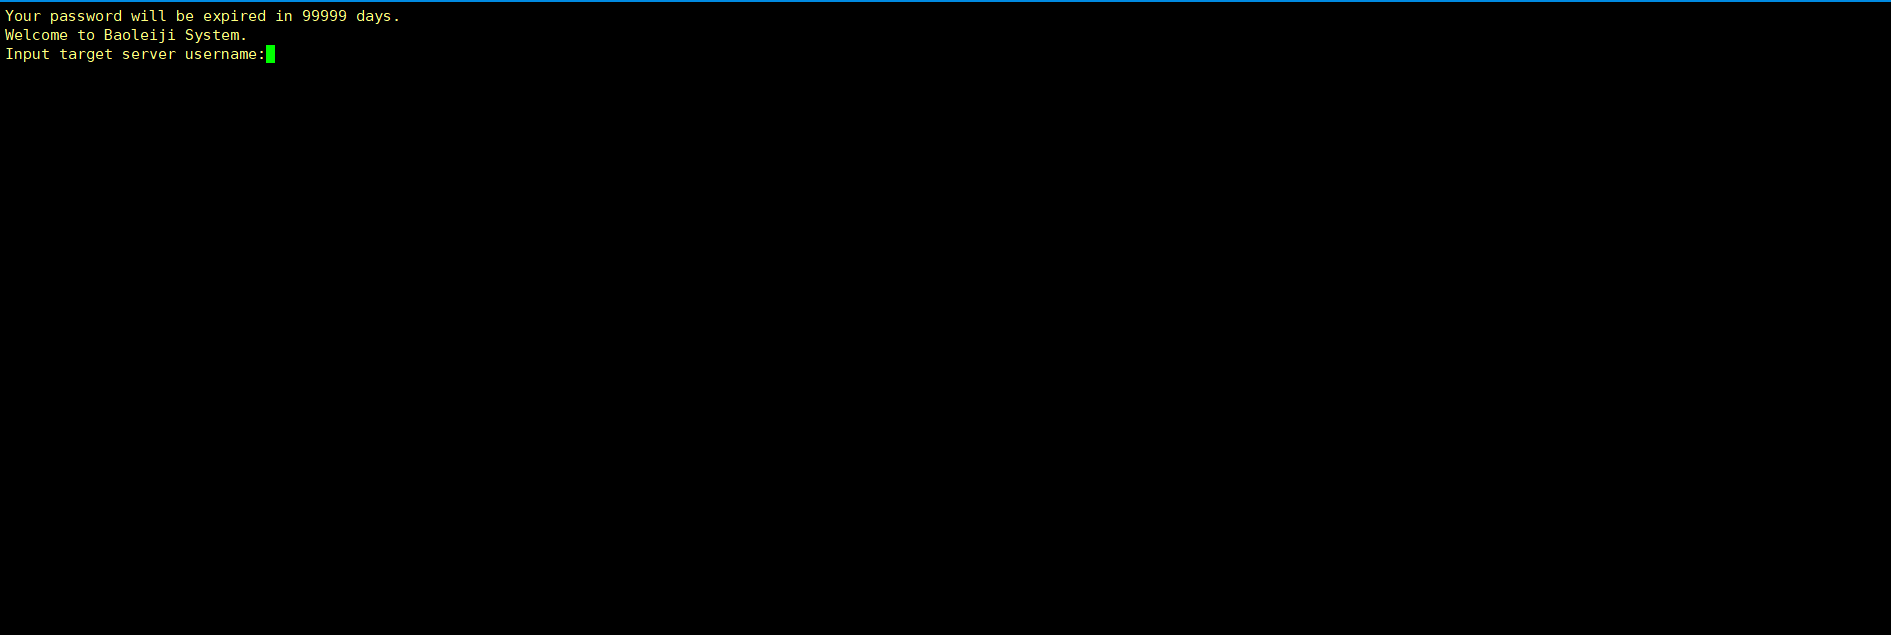 Your password will be expired in 99999 days.
Welcome to Baoleiji System.
Input target server username: